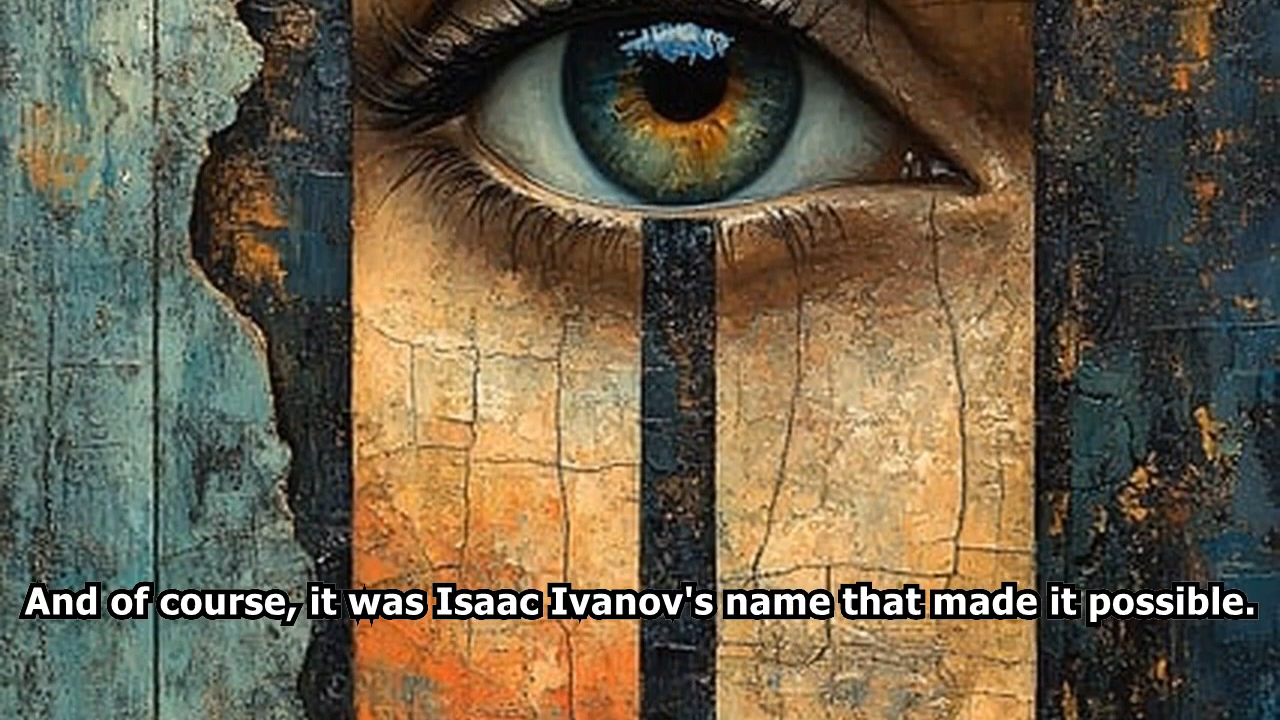 And of course, it was Isaac Ivanov's name that made it possible.